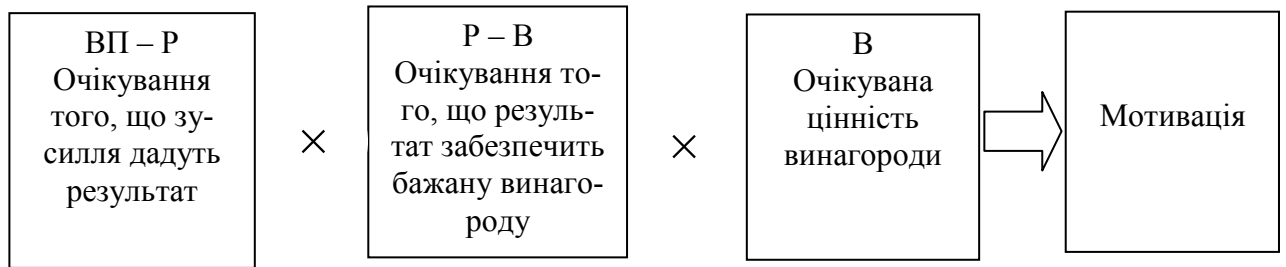 ВП – Р
Очікування
того, що зу-
силля дадуть
результат
×
Р – В
Очікування то-
го, що резуль-
тат забезпечить
бажану винаго-
роду
×
В
Очікувана
цінність
винагороди
Мотивація